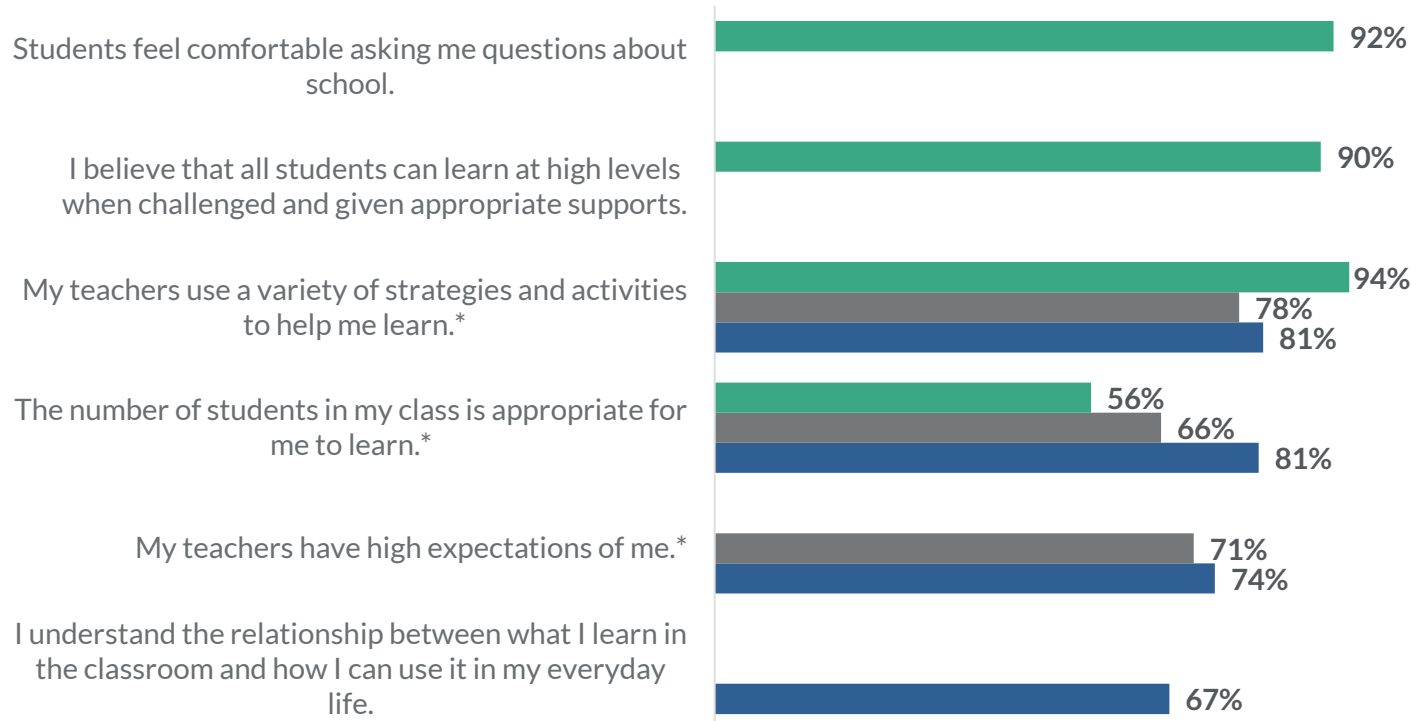 Students feel comfortable asking me questions about
school.
92%
I believe that all students can learn at high levels
when challenged and given appropriate supports.
90%
My teachers use a variety of strategies and activities
to help me learn.*
94%
78%
81%
The number of students in my class is appropriate for
me to learn.*
56%
66%
81%
My teachers have high expectations of me.*
71%
74%
I understand the relationship between what I learn in
the classroom and how I can use it in my everyday
life.
67%